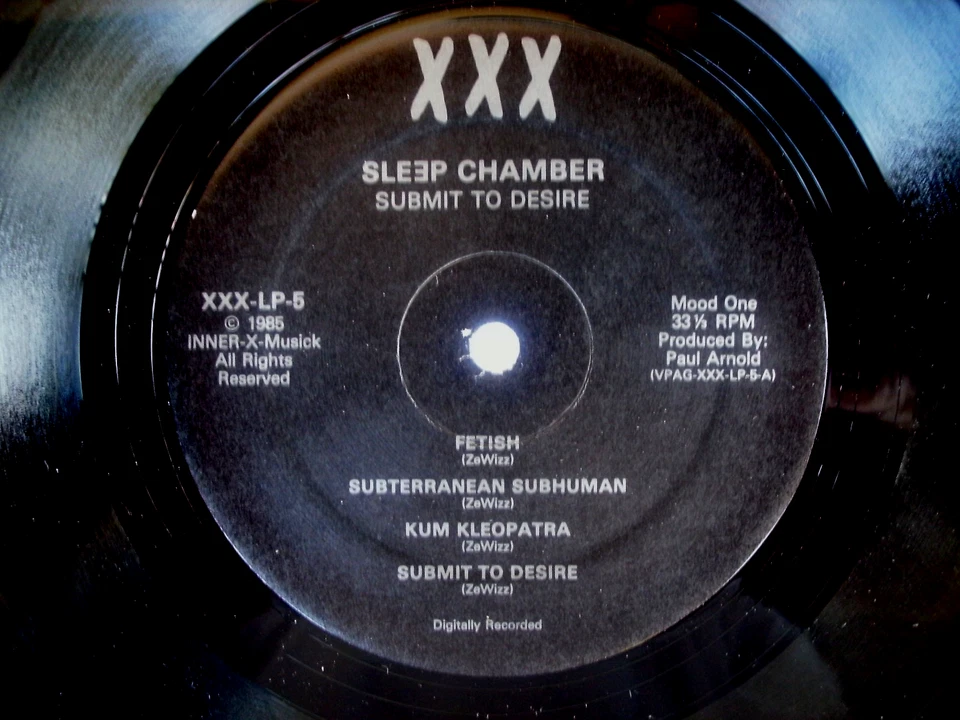 XXX
SLEƎP CHAMBER
SUBMIT TO DESIRE
XXX-LP-5
© 1985
INNER-X-Musick
All Rights
Reserved
Mood One
33⅓ RPM
Produced By:
Paul Arnold
(VPAG-XXX-LP-5-A)
FETISH
(ZeWizz)
SUBTERRANEAN SUBHUMAN
(ZeWizz)
KUM KLEOPATRA
(ZeWizz)
SUBMIT TO DESIRE
(ZeWizz)
Digitally Recorded